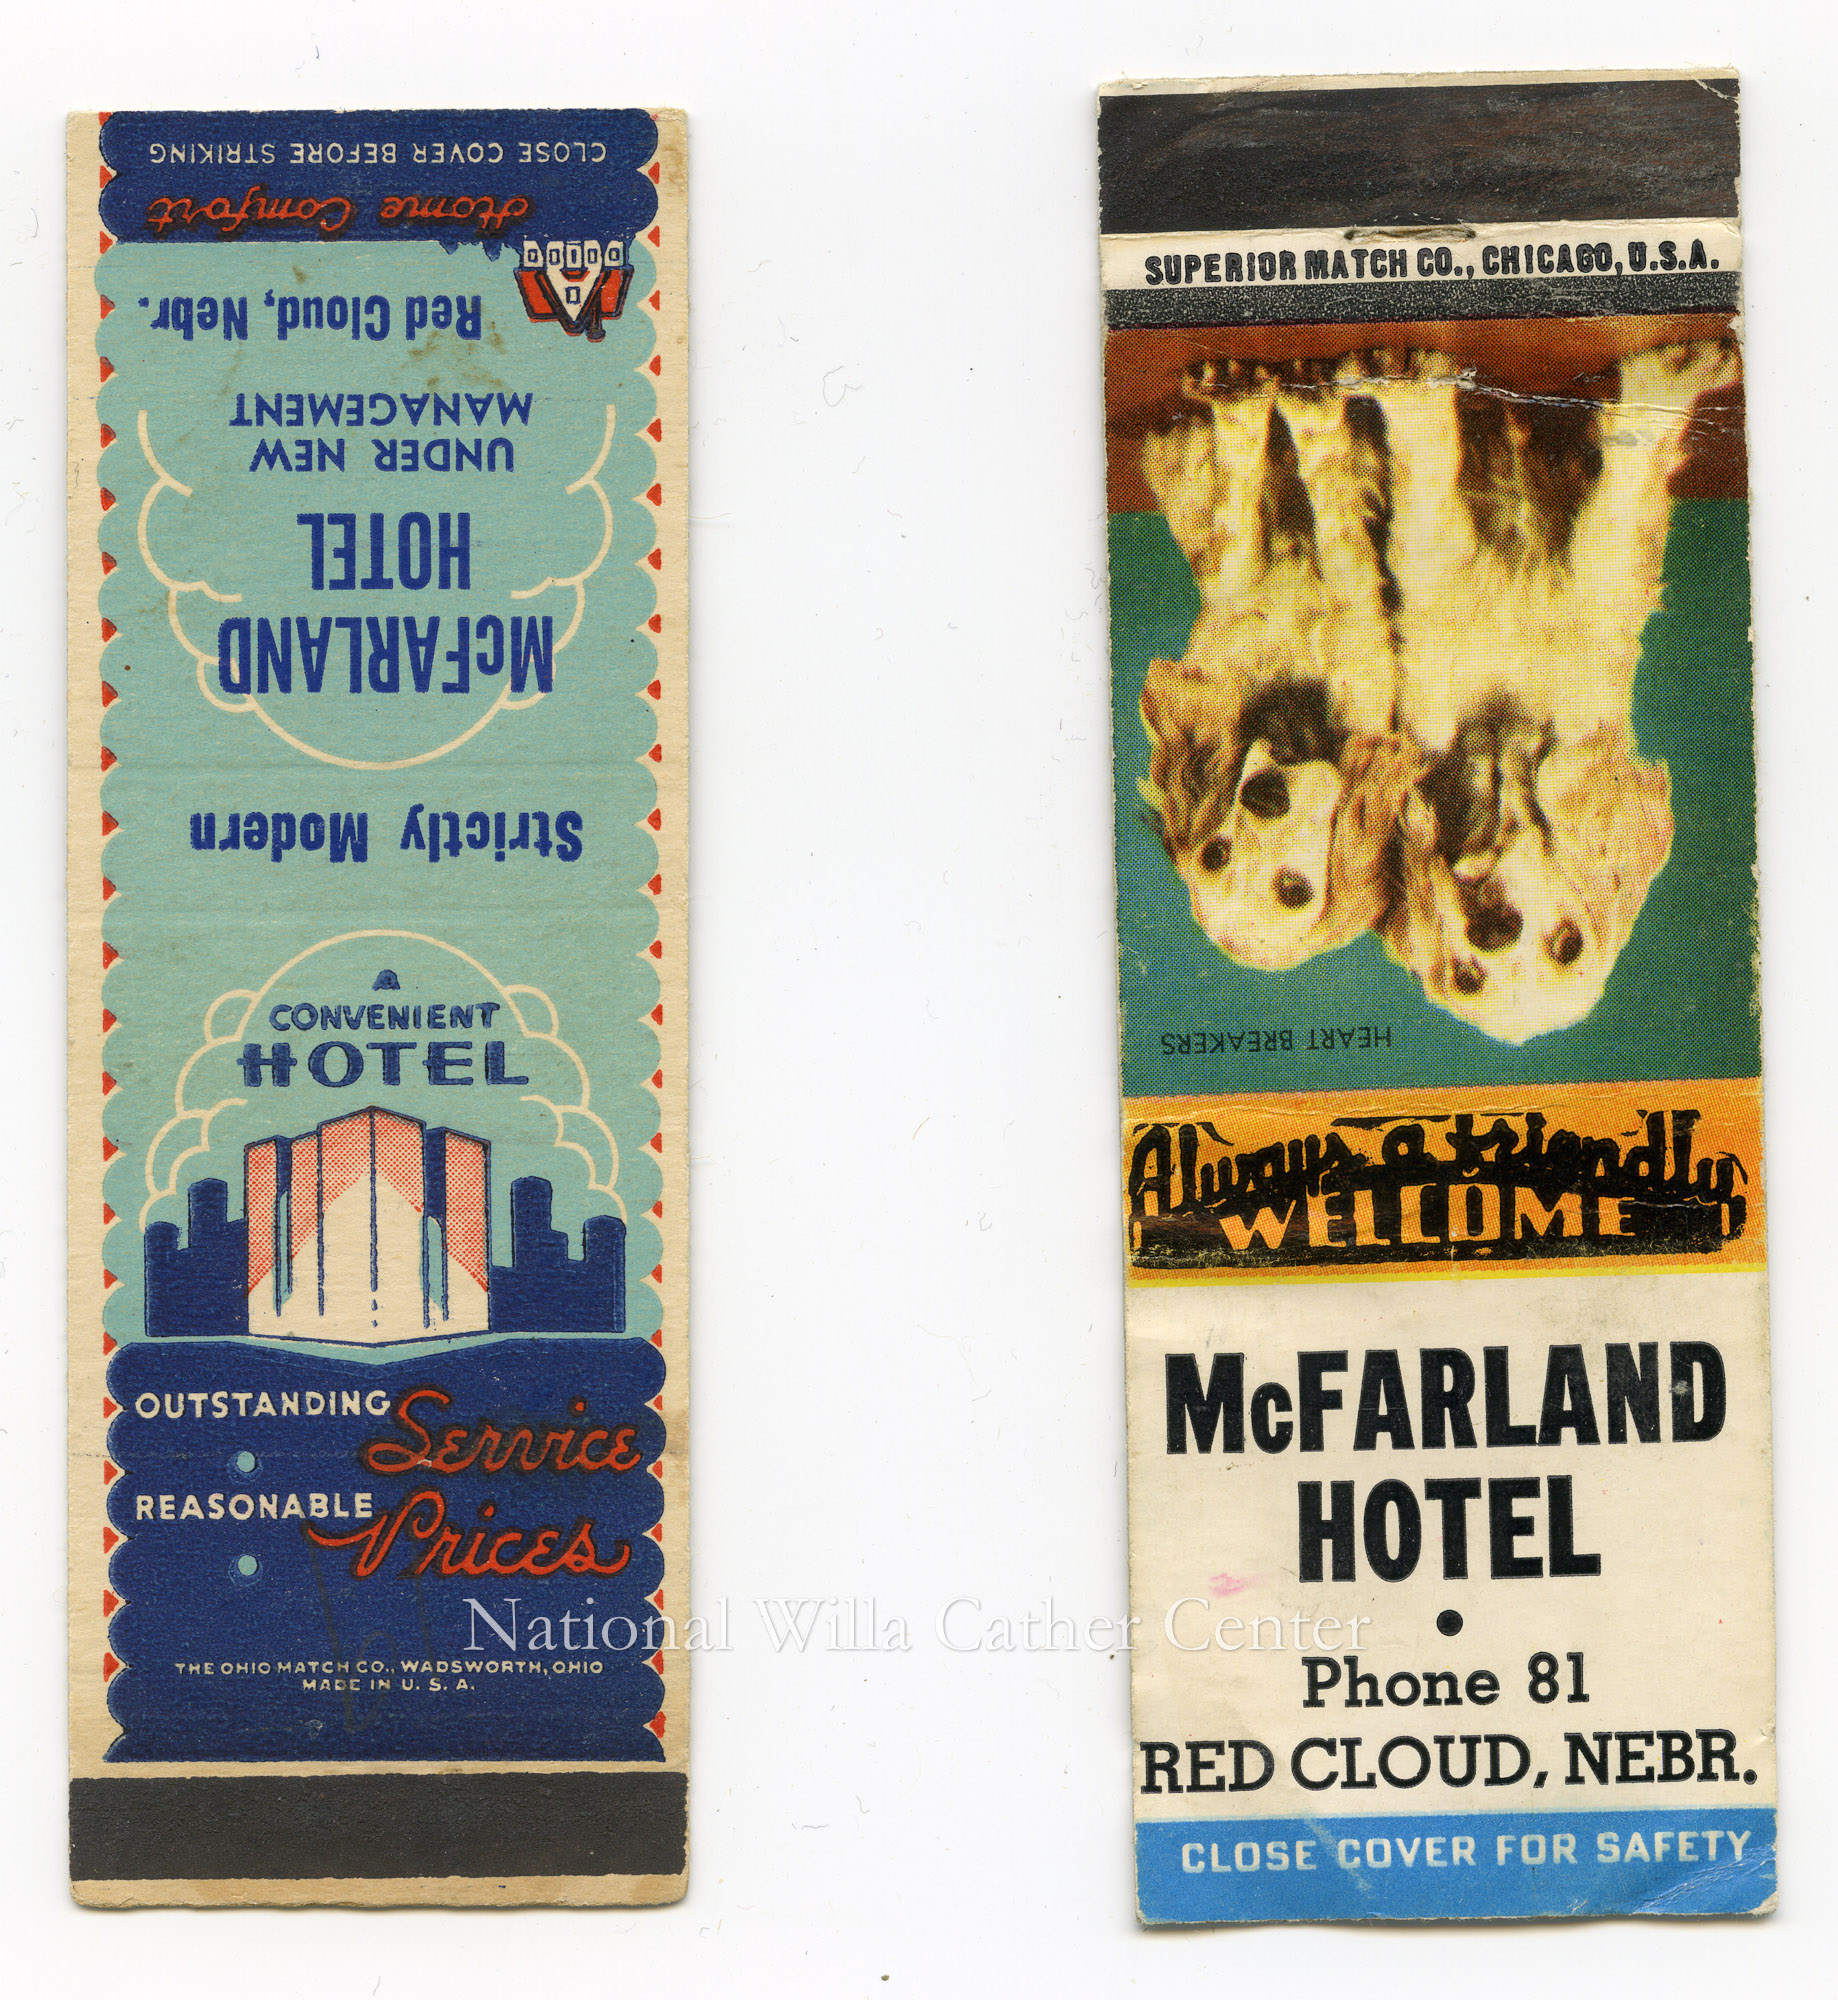 CLOSE COVER BEFORE STRIKING
Home Comfort
Red Cloud, Nebr.
UNDER NEW
MANAGEMENT
McFARLAND
HOTEL
Strictly Modern
A
CONVENIENT
HOTEL
OUTSTANDING Service
REASONABLE Prices
THE OHIO MATCH CO., WADSWORTH, OHIO
MADE IN U. S. A.
SUPERIOR MATCH CO., CHICAGO, U.S.A.
HEART BREAKERS
Always a friendly
WELCOME
McFARLAND
HOTEL
•
Phone 81
RED CLOUD, NEBR.
CLOSE COVER FOR SAFETY
National Willa Cather Center